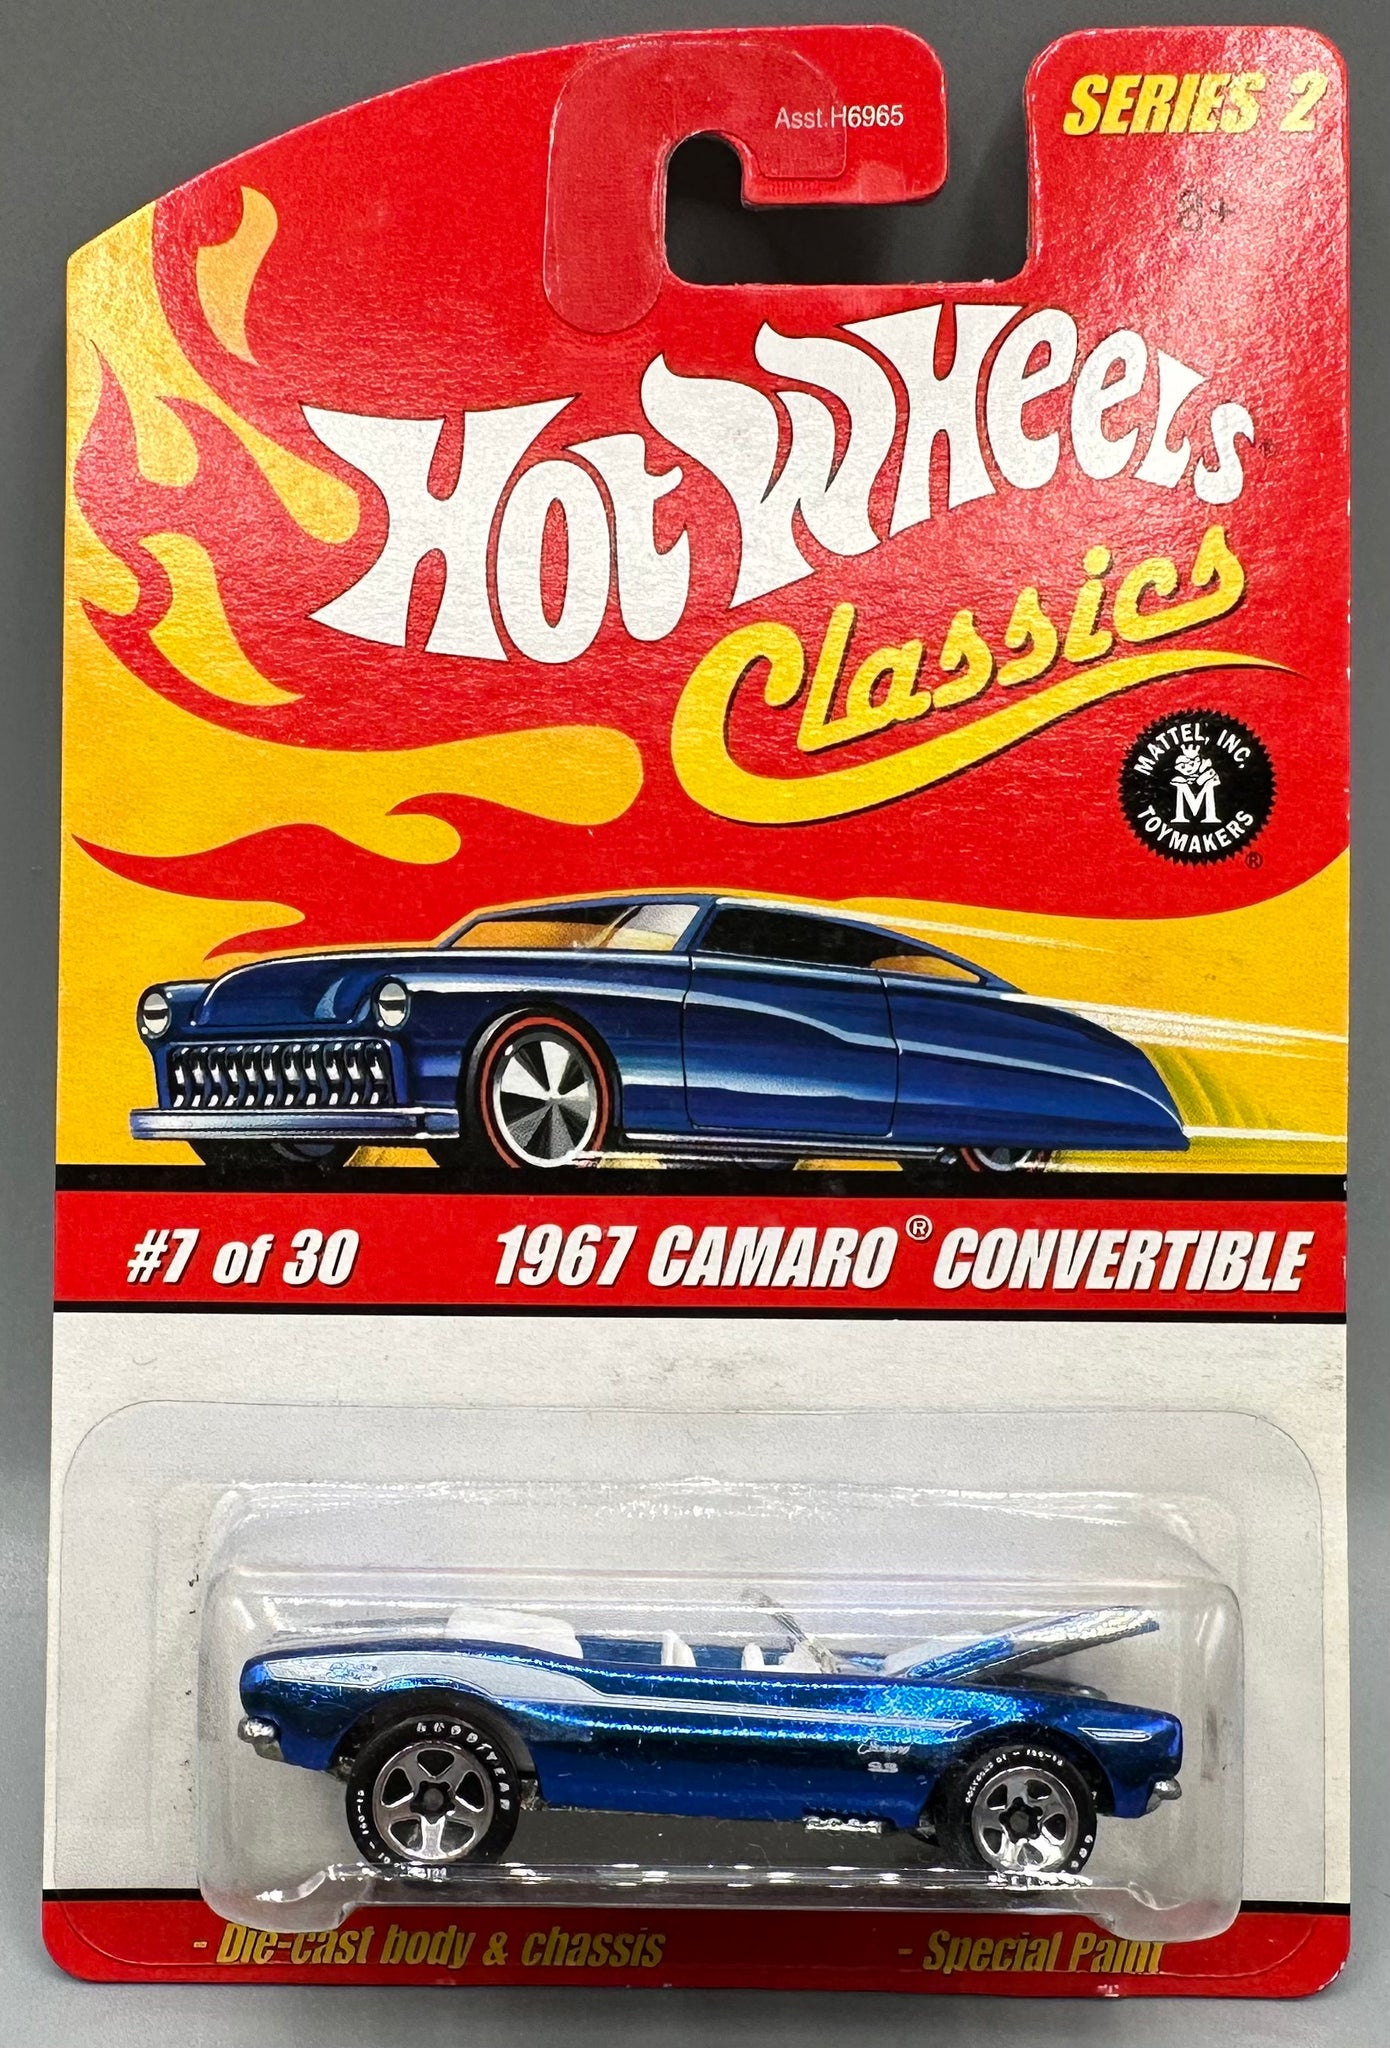 Asst.H6965
SERIES 2
8+
HOT WHEELS®
Classics
MATTEL, INC.
M
TOYMAKERS
®
#7 of 30
1967 CAMARO® CONVERTIBLE
GOODYEAR
Camaro
- Die-cast body & chassis
- Special Paint